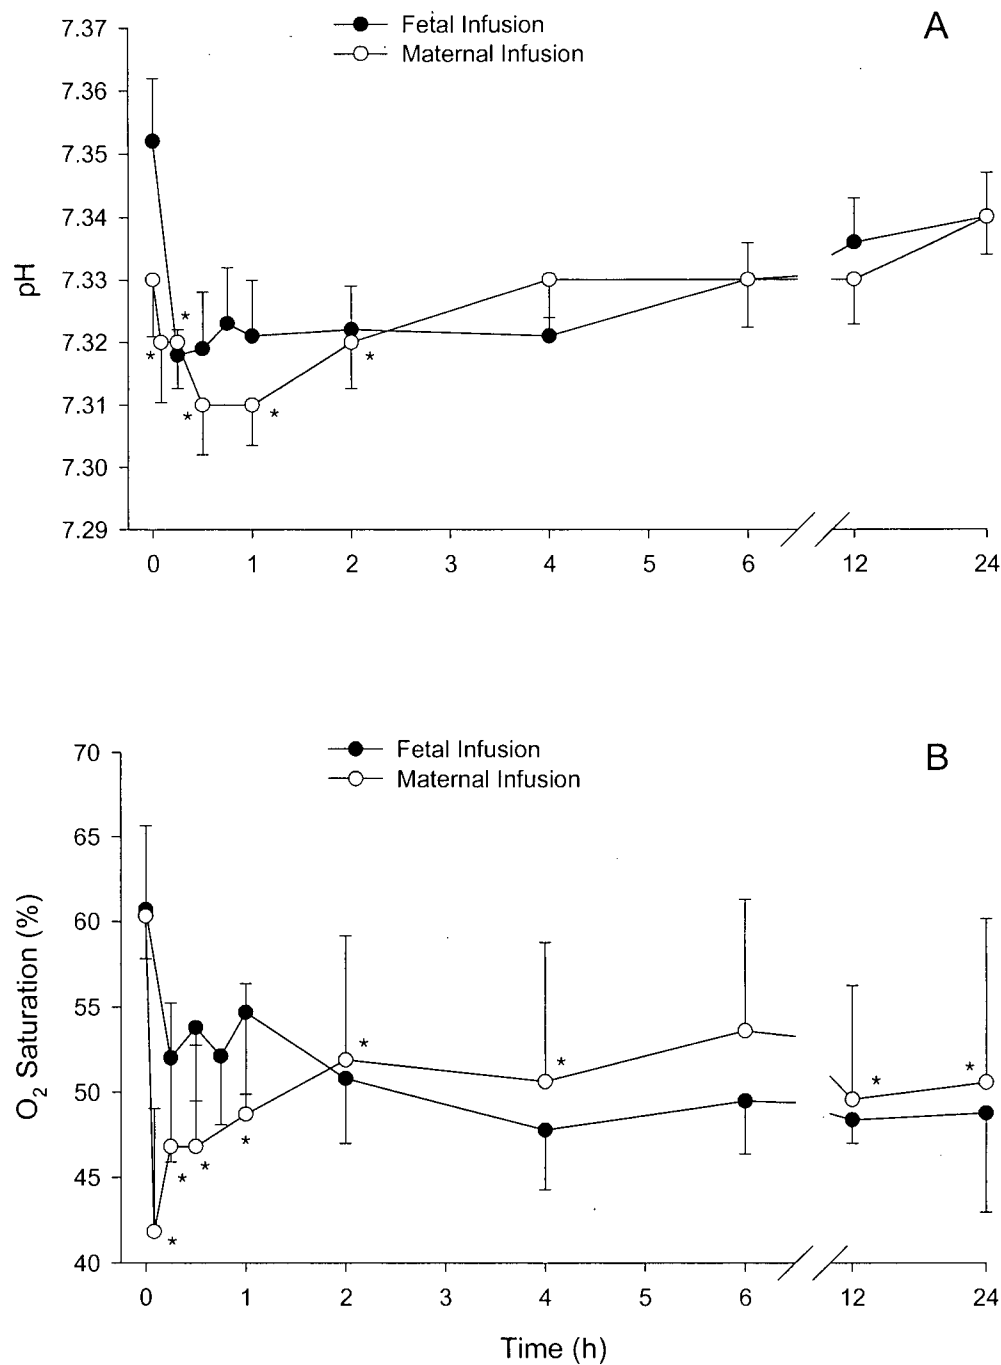 Fetal Infusion
Maternal Infusion
A
7.37
7.36
7.35
7.34
7.33
7.32
7.31
7.30
7.29
pH
* * * * *
0 1 2 3 4 5 6 12 24
Fetal Infusion
Maternal Infusion
B
70
65
60
55
50
45
40
O2 Saturation (%)
* * * * * * * *
0 1 2 3 4 5 6 12 24
Time (h)